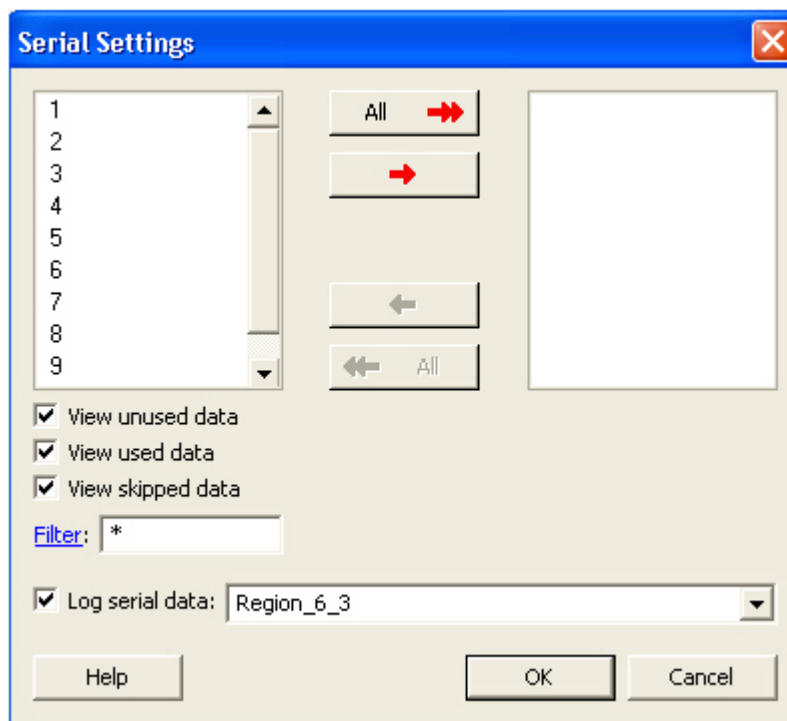 Serial Settings
1
2
3
4
5
6
7
8
9
All
All
View unused data
View used data
View skipped data
Filter: *
Log serial data: Region_6_3
Help OK Cancel